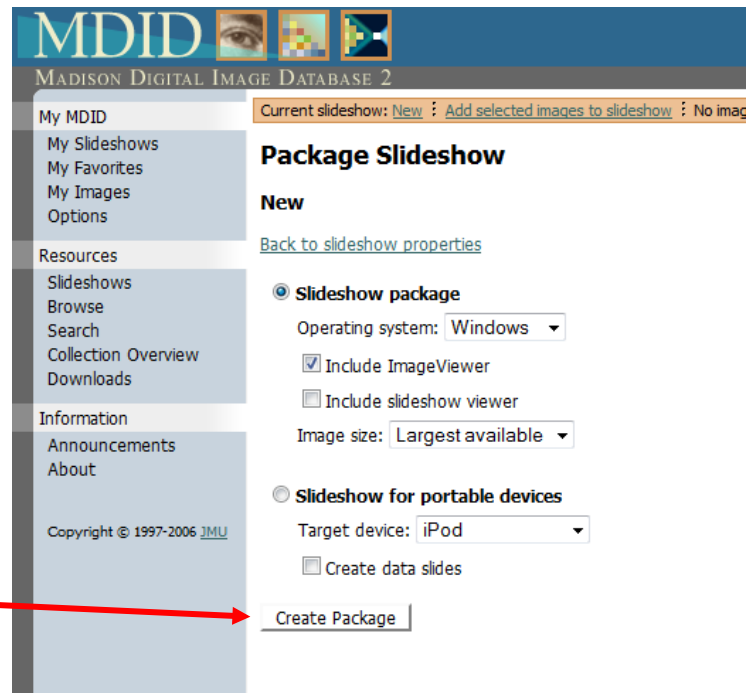 MDID
MADISON DIGITAL IMAGE DATABASE 2
My MDID
My Slideshows
My Favorites
My Images
Options
Resources
Slideshows
Browse
Search
Collection Overview
Downloads
Information
Announcements
About
Copyright © 1997-2006 JMU
Current slideshow: New ⋮ Add selected images to slideshow ⋮ No imag
Package Slideshow
New
Back to slideshow properties
Slideshow package
Operating system: Windows
Include ImageViewer
Include slideshow viewer
Image size: Largest available
Slideshow for portable devices
Target device: iPod
Create data slides
Create Package